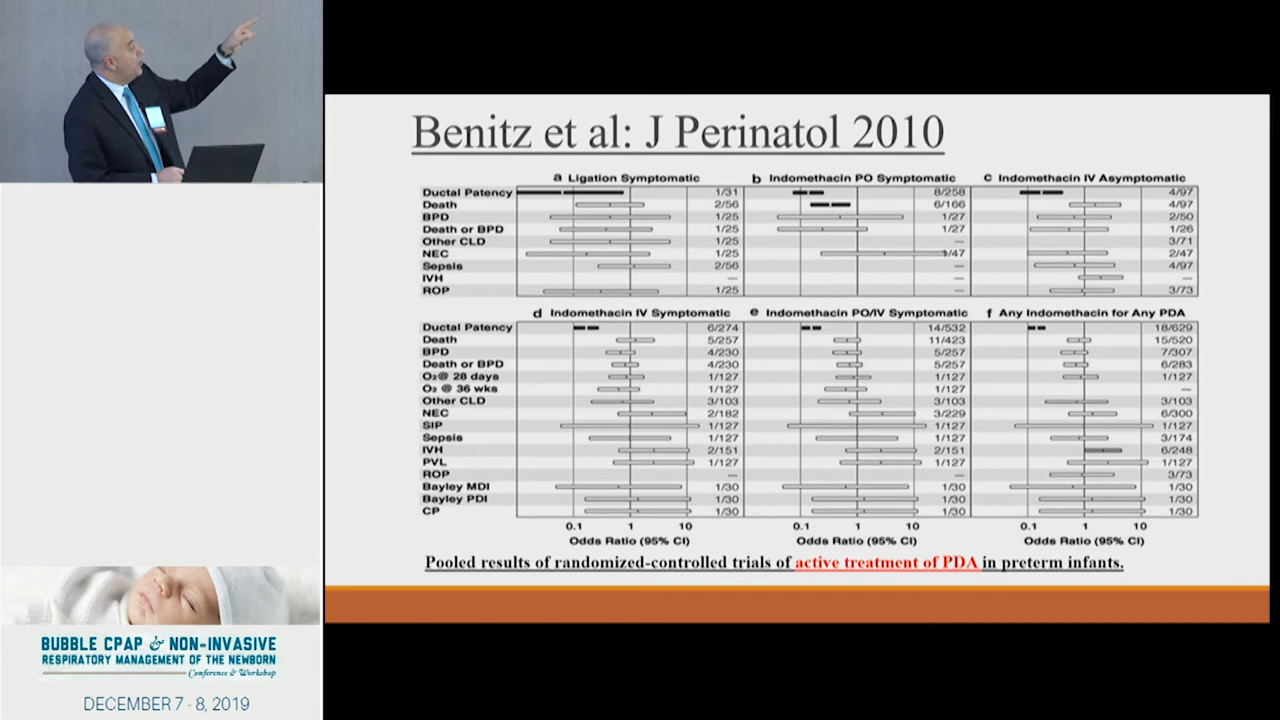 Benitz et al: J Perinatol 2010
a Ligation Symptomatic
b Indomethacin PO Symptomatic
c Indomethacin IV Asymptomatic
Ductal Patency 1/31 8/258 4/97
Death 2/56 6/166 4/97
BPD 1/25 1/27 2/50
Death or BPD 1/25 1/27 1/26
Other CLD 1/25 — 3/71
NEC 1/25 1/47 2/47
Sepsis 2/56 — 4/97
IVH — — —
ROP 1/25 — 3/73
d Indomethacin IV Symptomatic
e Indomethacin PO/IV Symptomatic
f Any Indomethacin for Any PDA
Ductal Patency 6/274 14/532 18/629
Death 5/257 11/423 15/520
BPD 4/230 5/257 7/307
Death or BPD 4/230 5/257 6/283
O₂@ 28 days 1/127 1/127 1/127
O₂ @ 36 wks 1/127 1/127 —
Other CLD 3/103 3/103 3/103
NEC 2/182 3/229 6/300
SIP 1/127 1/127 1/127
Sepsis 1/127 1/127 3/174
IVH 2/151 2/151 6/248
PVL 1/127 1/127 1/127
ROP — — 3/73
Bayley MDI 1/30 1/30 1/30
Bayley PDI 1/30 1/30 1/30
CP 1/30 1/30 1/30
0.1 1 10 0.1 1 10 0.1 1 10
Odds Ratio (95% CI) Odds Ratio (95% CI) Odds Ratio (95% CI)
Pooled results of randomized-controlled trials of active treatment of PDA in preterm infants.
BUBBLE CPAP & NON-INVASIVE
RESPIRATORY MANAGEMENT OF THE NEWBORN
Conference & Workshop
DECEMBER 7 - 8, 2019